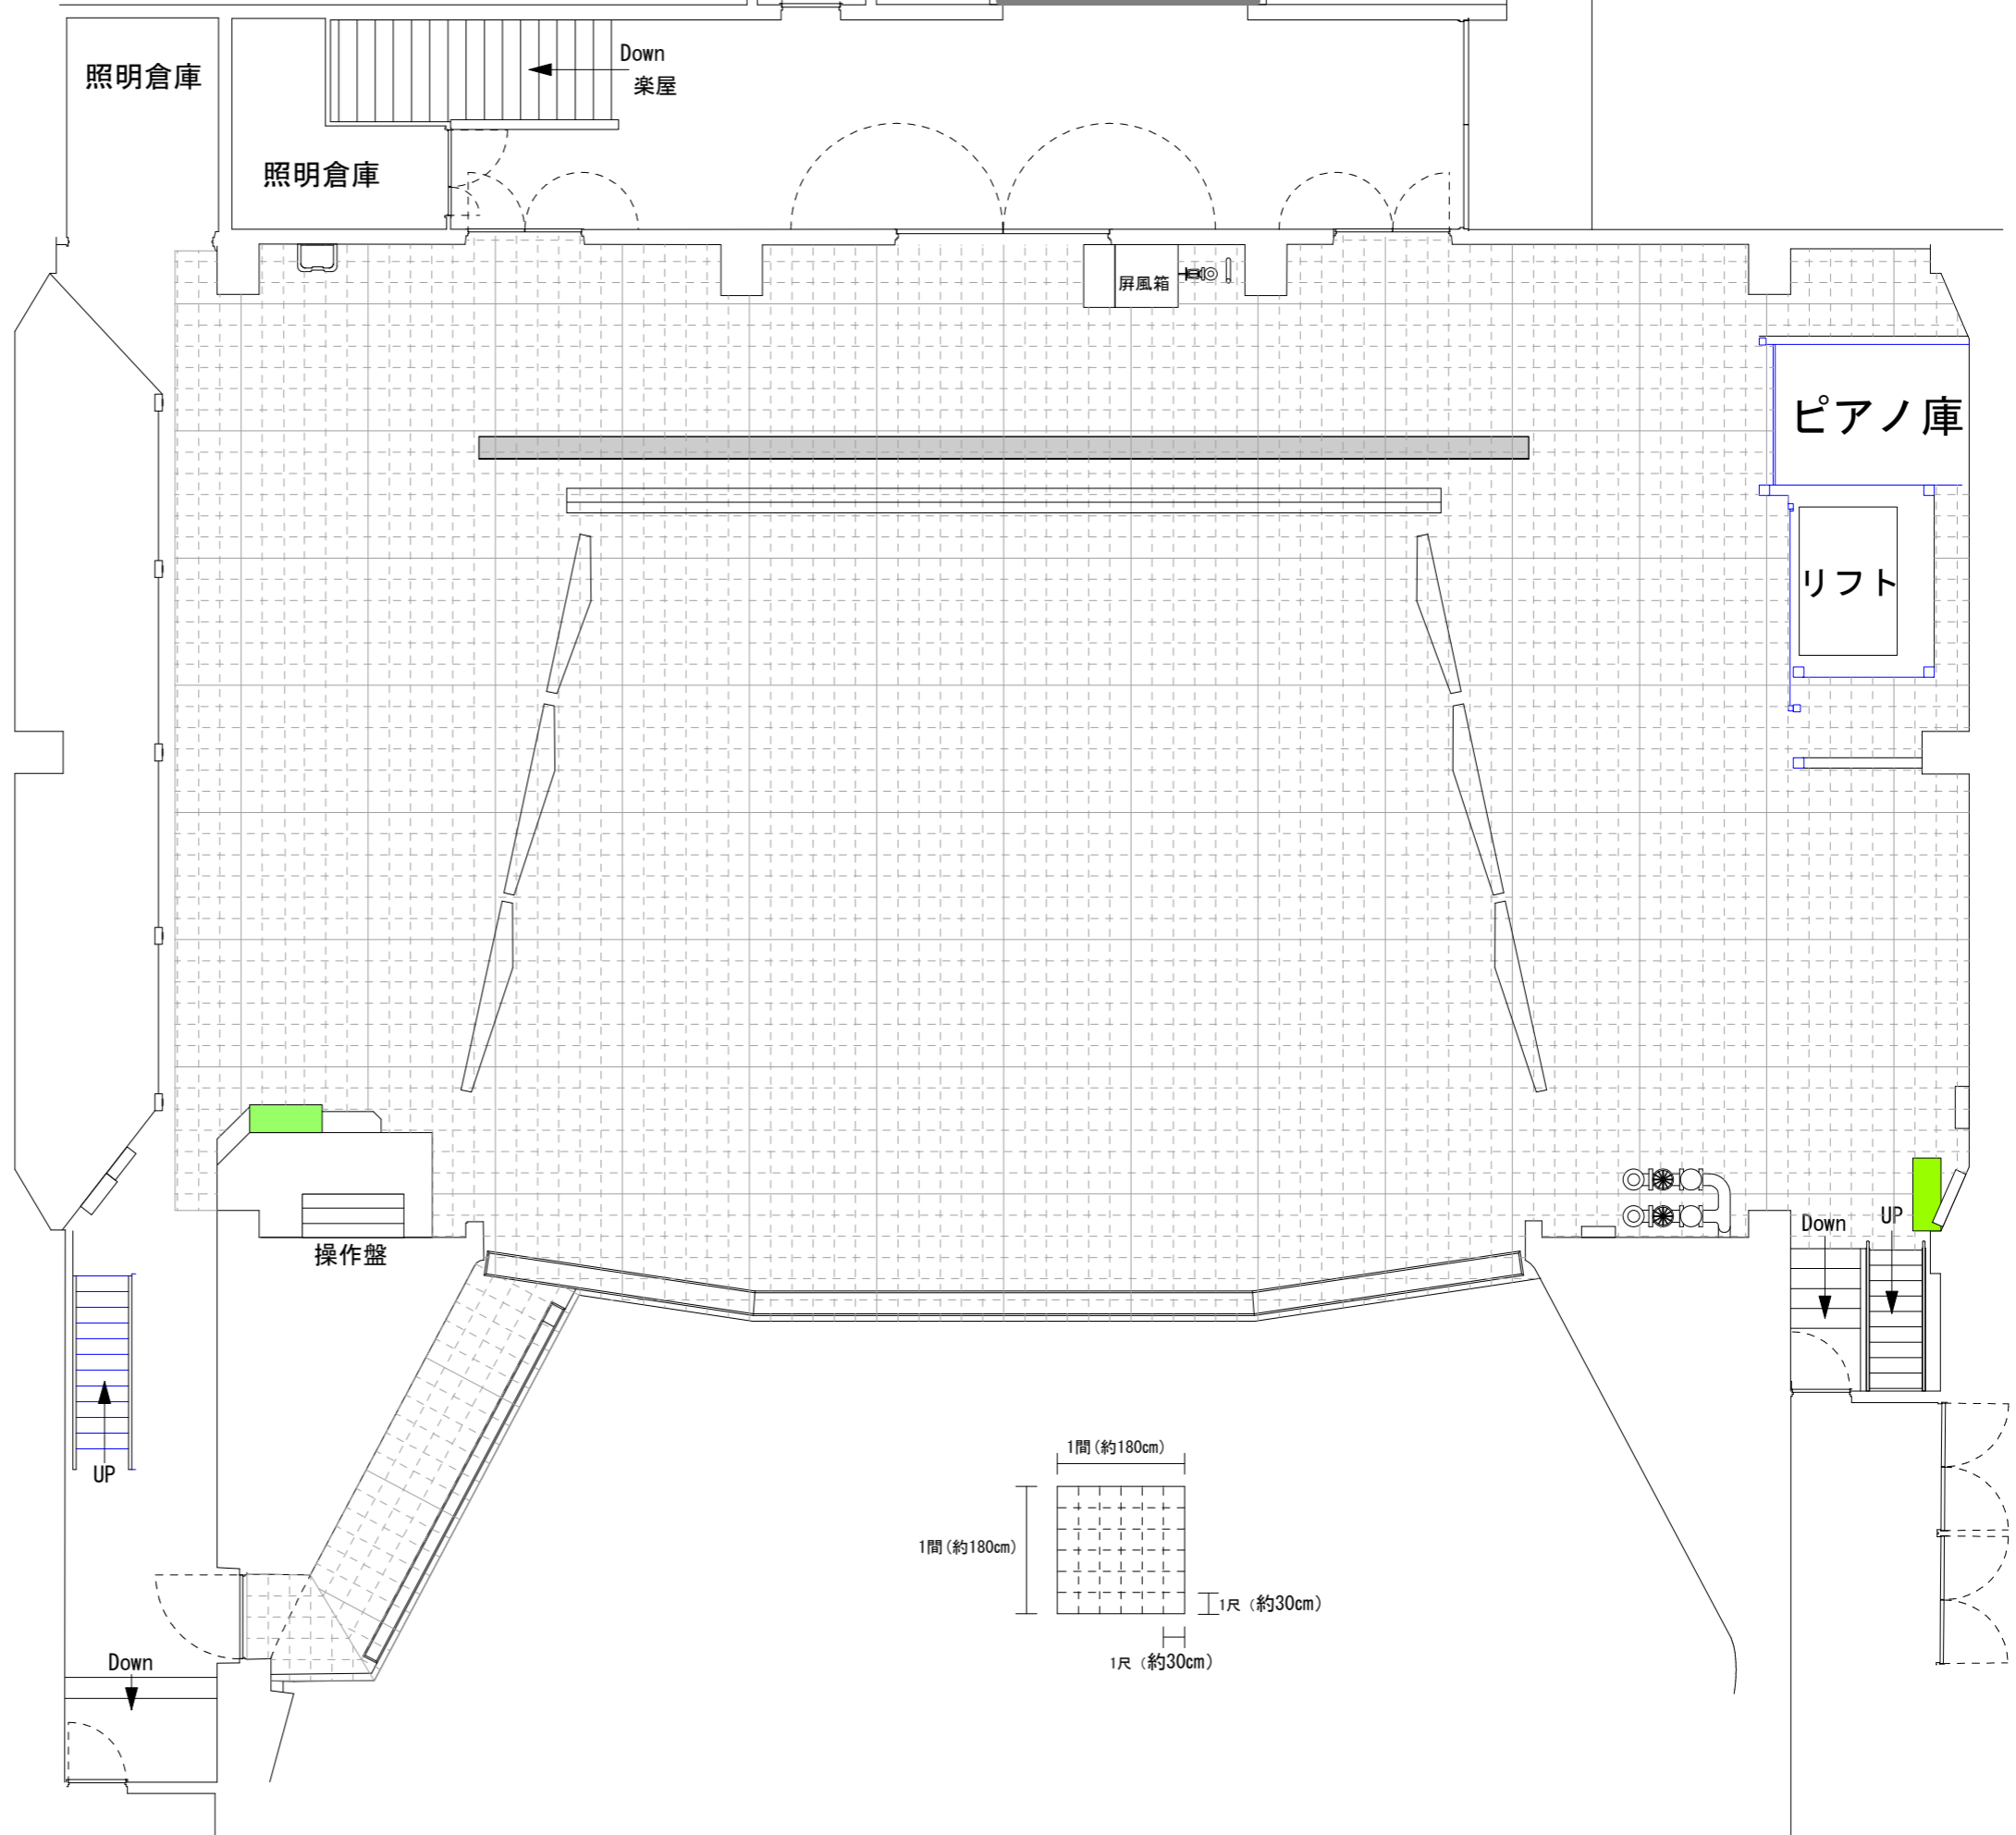 Down
楽屋
照明倉庫
照明倉庫
屏風箱
ピアノ庫
リフト
操作盤
Down
UP
UP
1間(約180cm)
1間(約180cm)
1尺（約30cm）
1尺（約30cm）
Down